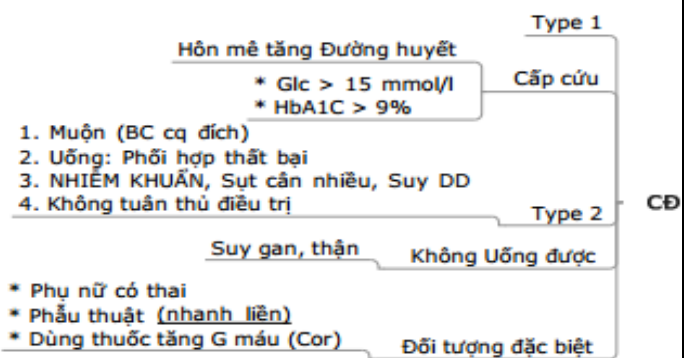 Type 1
Hôn mê tăng Đường huyết
* Glc > 15 mmol/l
* HbA1C > 9%
Cấp cứu
1. Muộn (BC cq đích)
2. Uống: Phối hợp thất bại
3. NHIỄM KHUẨN, Sụt cân nhiều, Suy DD
4. Không tuân thủ điều trị
Type 2
CĐ
Suy gan, thận
Không Uống được
* Phụ nữ có thai
* Phẫu thuật (nhanh liền)
* Dùng thuốc tăng G máu (Cor)
Đối tượng đặc biệt